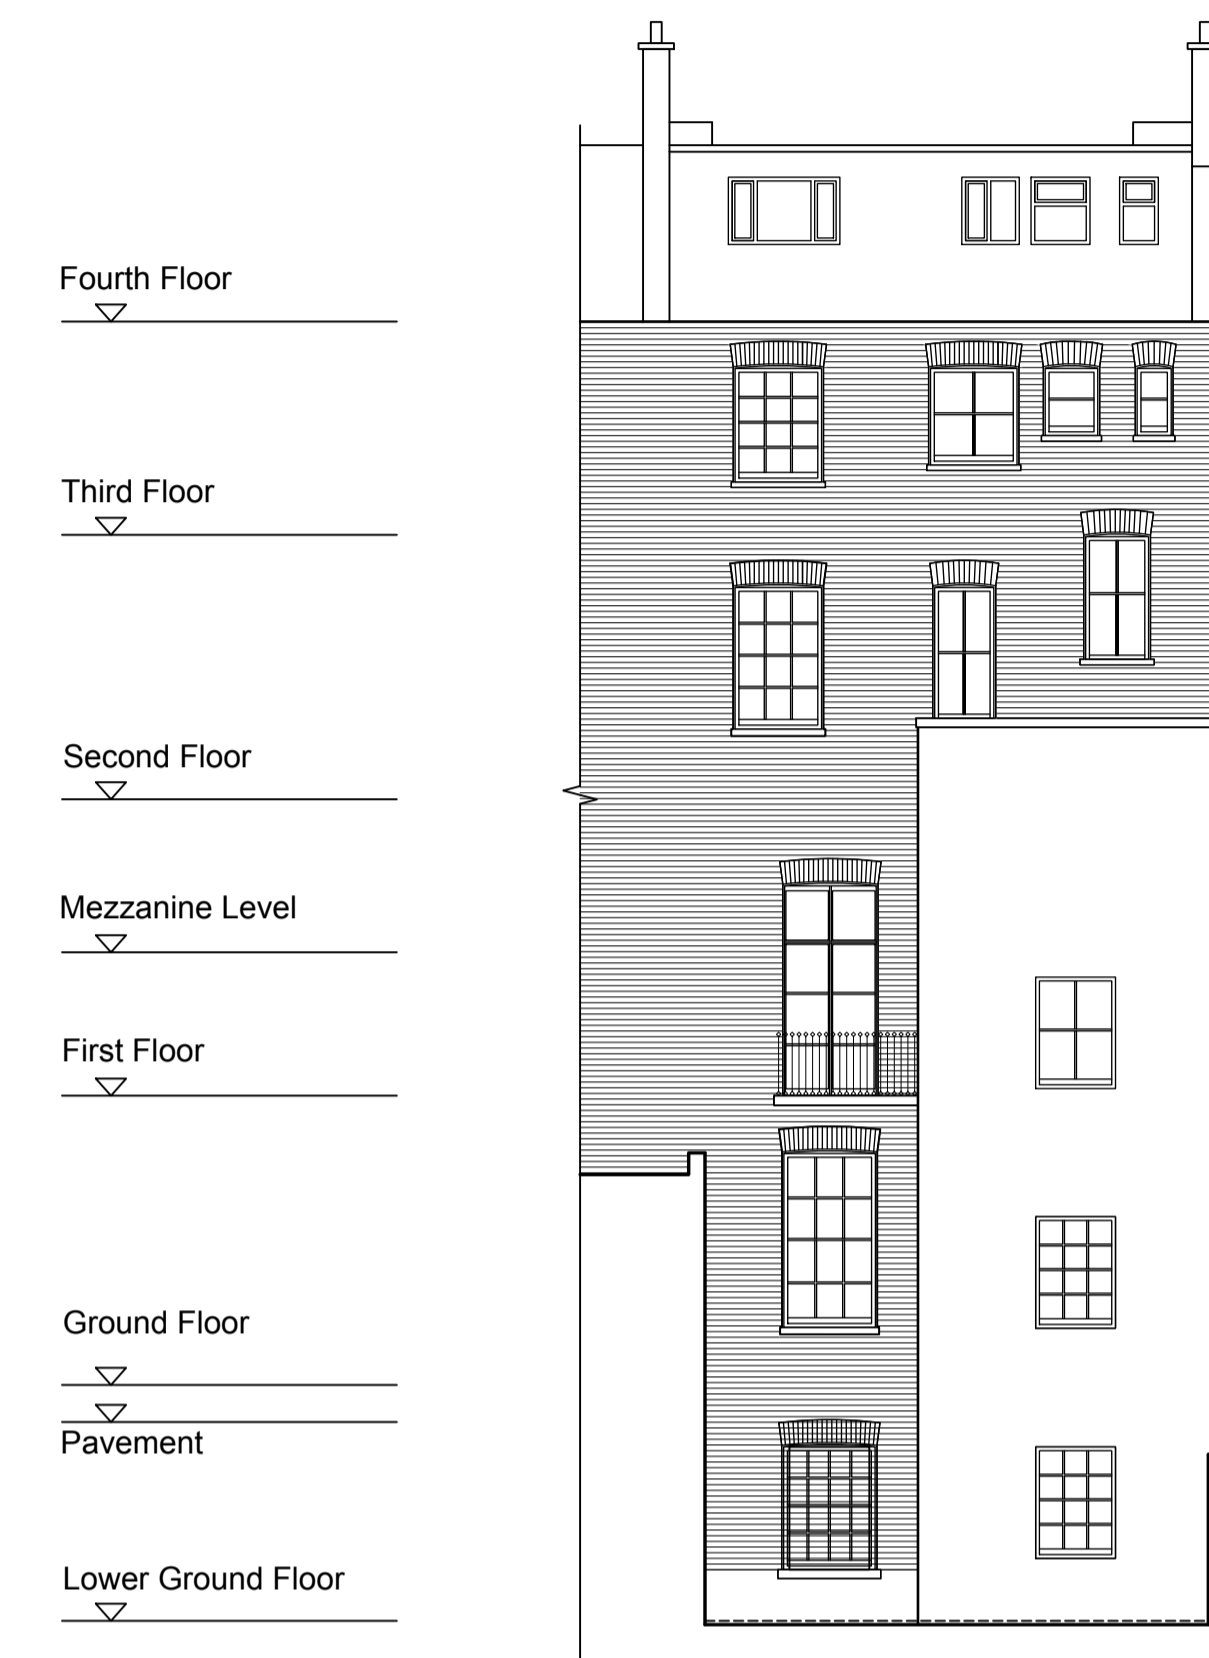 Fourth Floor
Third Floor
Second Floor
Mezzanine Level
First Floor
Ground Floor
Pavement
Lower Ground Floor